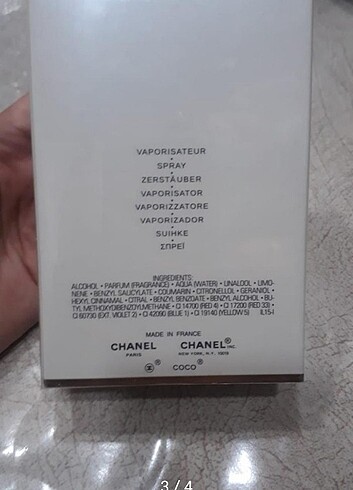 VAPORISATEUR
•
SPRAY
•
ZERSTÄUBER
•
VAPORISATOR
•
VAPORIZZATORE
•
VAPORIZADOR
•
SUIHKE
•
ΣΠΡΕΪ
INGREDIENTS:
ALCOHOL • PARFUM (FRAGRANCE) • AQUA (WATER) • LINALOOL • LIMO-
NENE • BENZYL SALICYLATE • COUMARIN • CITRONELLOL • GERANIOL •
HEXYL CINNAMAL • CITRAL • BENZYL BENZOATE • BENZYL ALCOHOL • BU-
TYL METHOXYDIBENZOYLMETHANE • CI 14700 (RED 4) • CI 17200 (RED 33) •
CI 60730 (EXT. VIOLET 2) • CI 42090 (BLUE 1) • CI 19140 (YELLOW 5) IL15-I
MADE IN FRANCE
CHANEL CHANEL® INC.
PARIS NEW YORK, N.Y. 10019
® COCO®
3 / 4